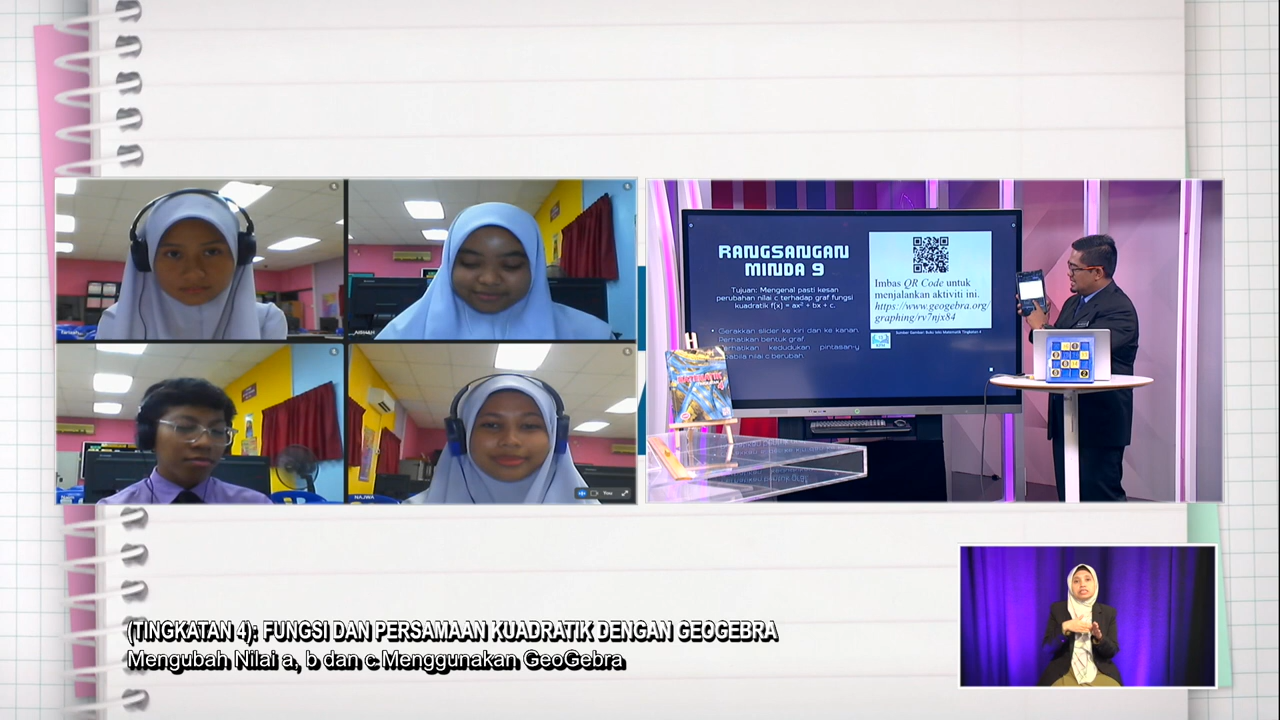 RANGSANGAN
MINDA 9
Tujuan: Mengenal pasti kesan
perubahan nilai c terhadap graf fungsi
kuadratik f(x) = ax² + bx + c.
• Gerakkan slider ke kiri dan ke kanan.
Perhatikan bentuk graf.
kedudukan pintasan-y
nilai c berubah.
Imbas QR Code untuk
menjalankan aktiviti ini.
https://www.geogebra.org/
graphing/rv7njx84
NAJWA
You
(TINGKATAN 4): FUNGSI DAN PERSAMAAN KUADRATIK DENGAN GEOGEBRA
Mengubah Nilai a, b dan c Menggunakan GeoGebra